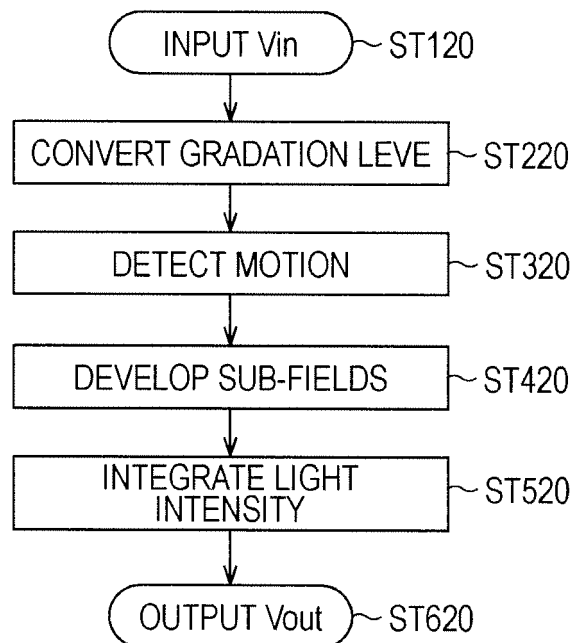 INPUT Vin ST120
CONVERT GRADATION LEVE ST220
DETECT MOTION ST320
DEVELOP SUB-FIELDS ST420
INTEGRATE LIGHT
INTENSITY ST520
OUTPUT Vout ST620